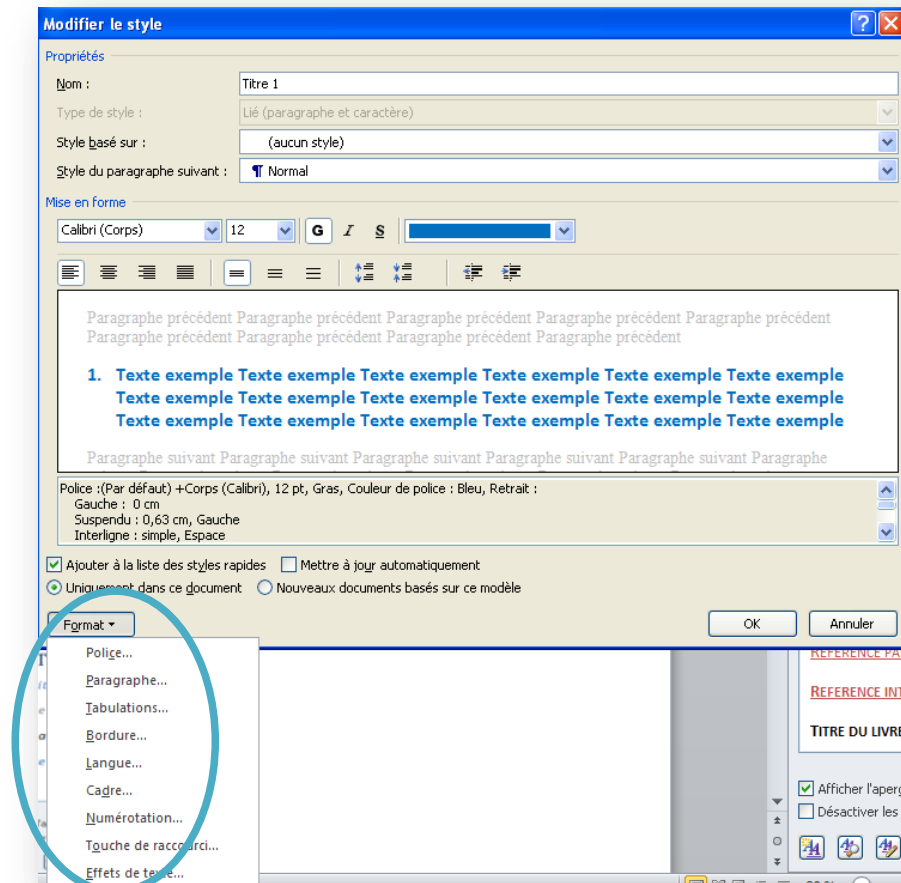 Modifier le style
Propriétés
Nom : Titre 1
Type de style : Lié (paragraphe et caractère)
Style basé sur : (aucun style)
Style du paragraphe suivant : ¶ Normal
Mise en forme
Calibri (Corps) 12 G I S
Paragraphe précédent Paragraphe précédent Paragraphe précédent Paragraphe précédent Paragraphe précédent
Paragraphe précédent Paragraphe précédent Paragraphe précédent Paragraphe précédent
1. Texte exemple Texte exemple Texte exemple Texte exemple Texte exemple Texte exemple
Texte exemple Texte exemple Texte exemple Texte exemple Texte exemple Texte exemple
Texte exemple Texte exemple Texte exemple Texte exemple Texte exemple Texte exemple
Paragraphe suivant Paragraphe suivant Paragraphe suivant Paragraphe suivant Paragraphe suivant Paragraphe
Police :(Par défaut) +Corps (Calibri), 12 pt, Gras, Couleur de police : Bleu, Retrait :
Gauche : 0 cm
Suspendu : 0,63 cm, Gauche
Interligne : simple, Espace
Ajouter à la liste des styles rapides Mettre à jour automatiquement
Uniquement dans ce document Nouveaux documents basés sur ce modèle
Format OK Annuler
Police...
Paragraphe...
Tabulations...
Bordure...
Langue...
Cadre...
Numérotation...
Touche de raccourci...
Effets de texte...
REFERENCE PA
REFERENCE INT
TITRE DU LIVRE
Afficher l'aperç
Désactiver les